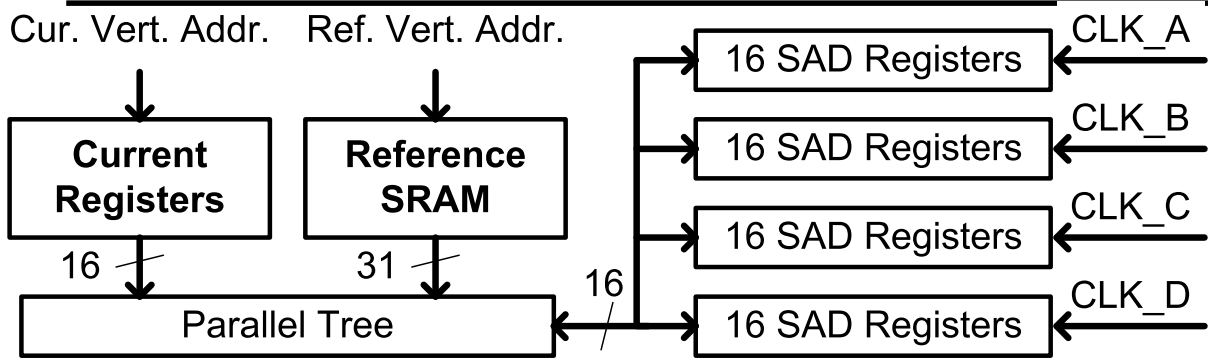 Cur. Vert. Addr.
Ref. Vert. Addr.
CLK_A
16 SAD Registers
CLK_B
16 SAD Registers
Current
Registers
Reference
SRAM
CLK_C
16 SAD Registers
16
31
16
CLK_D
Parallel Tree
16 SAD Registers